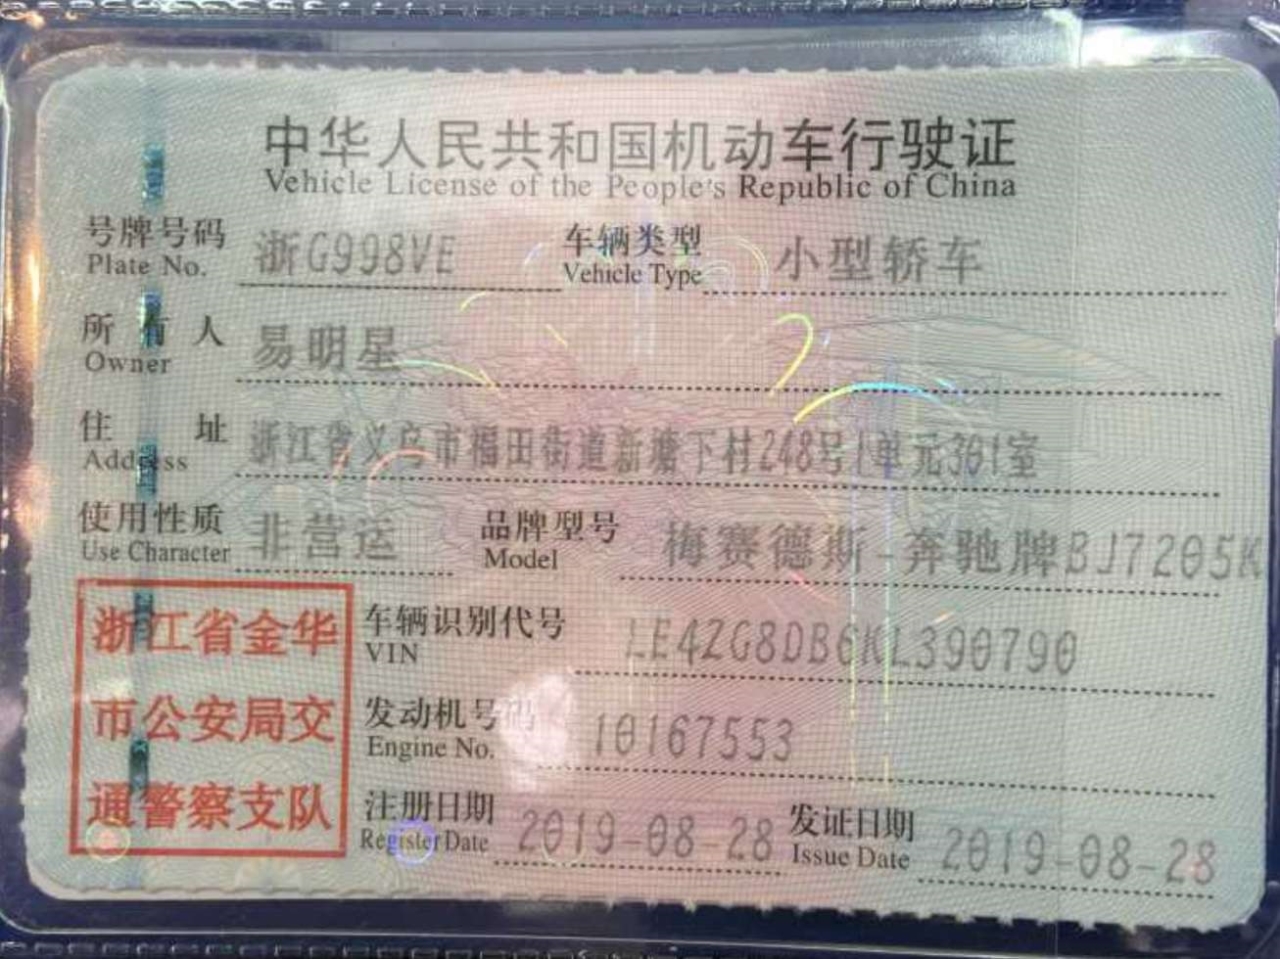 中华人民共和国机动车行驶证
Vehicle License of the People's Republic of China
号牌号码 浙G998VE 车辆类型 小型轿车
Plate No. Vehicle Type
所有人 易明星
Owner
住址 浙江省义乌市福田街道新塘下村248号1单元301室
Address
使用性质 非营运 品牌型号 梅赛德斯-奔驰牌BJ7205K
Use Character Model
浙江省金华
市公安局交
通警察支队
车辆识别代号 LE4ZG8DB6KL390790
VIN
发动机号码 10167553
Engine No.
注册日期 2019-08-28 发证日期 2019-08-28
Register Date Issue Date